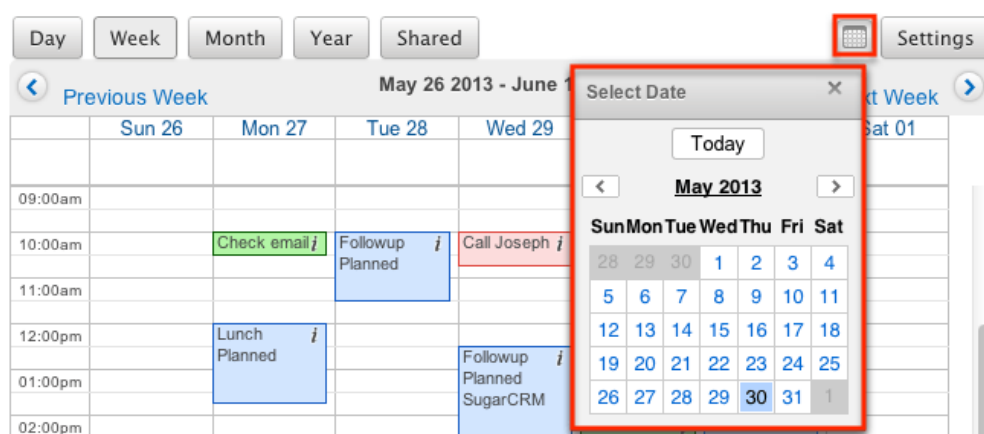 Day Week Month Year Shared Settings
Previous Week May 26 2013 - June 1 xt Week
Sun 26 Mon 27 Tue 28 Wed 29 Sat 01
09:00am
10:00am
11:00am
12:00pm
01:00pm
02:00pm
Check email i
Followup i
Planned
Call Joseph i
Lunch i
Planned
Followup i
Planned
SugarCRM
Select Date ×
Today
< May 2013 >
Sun Mon Tue Wed Thu Fri Sat
28 29 30 1 2 3 4
5 6 7 8 9 10 11
12 13 14 15 16 17 18
19 20 21 22 23 24 25
26 27 28 29 30 31 1